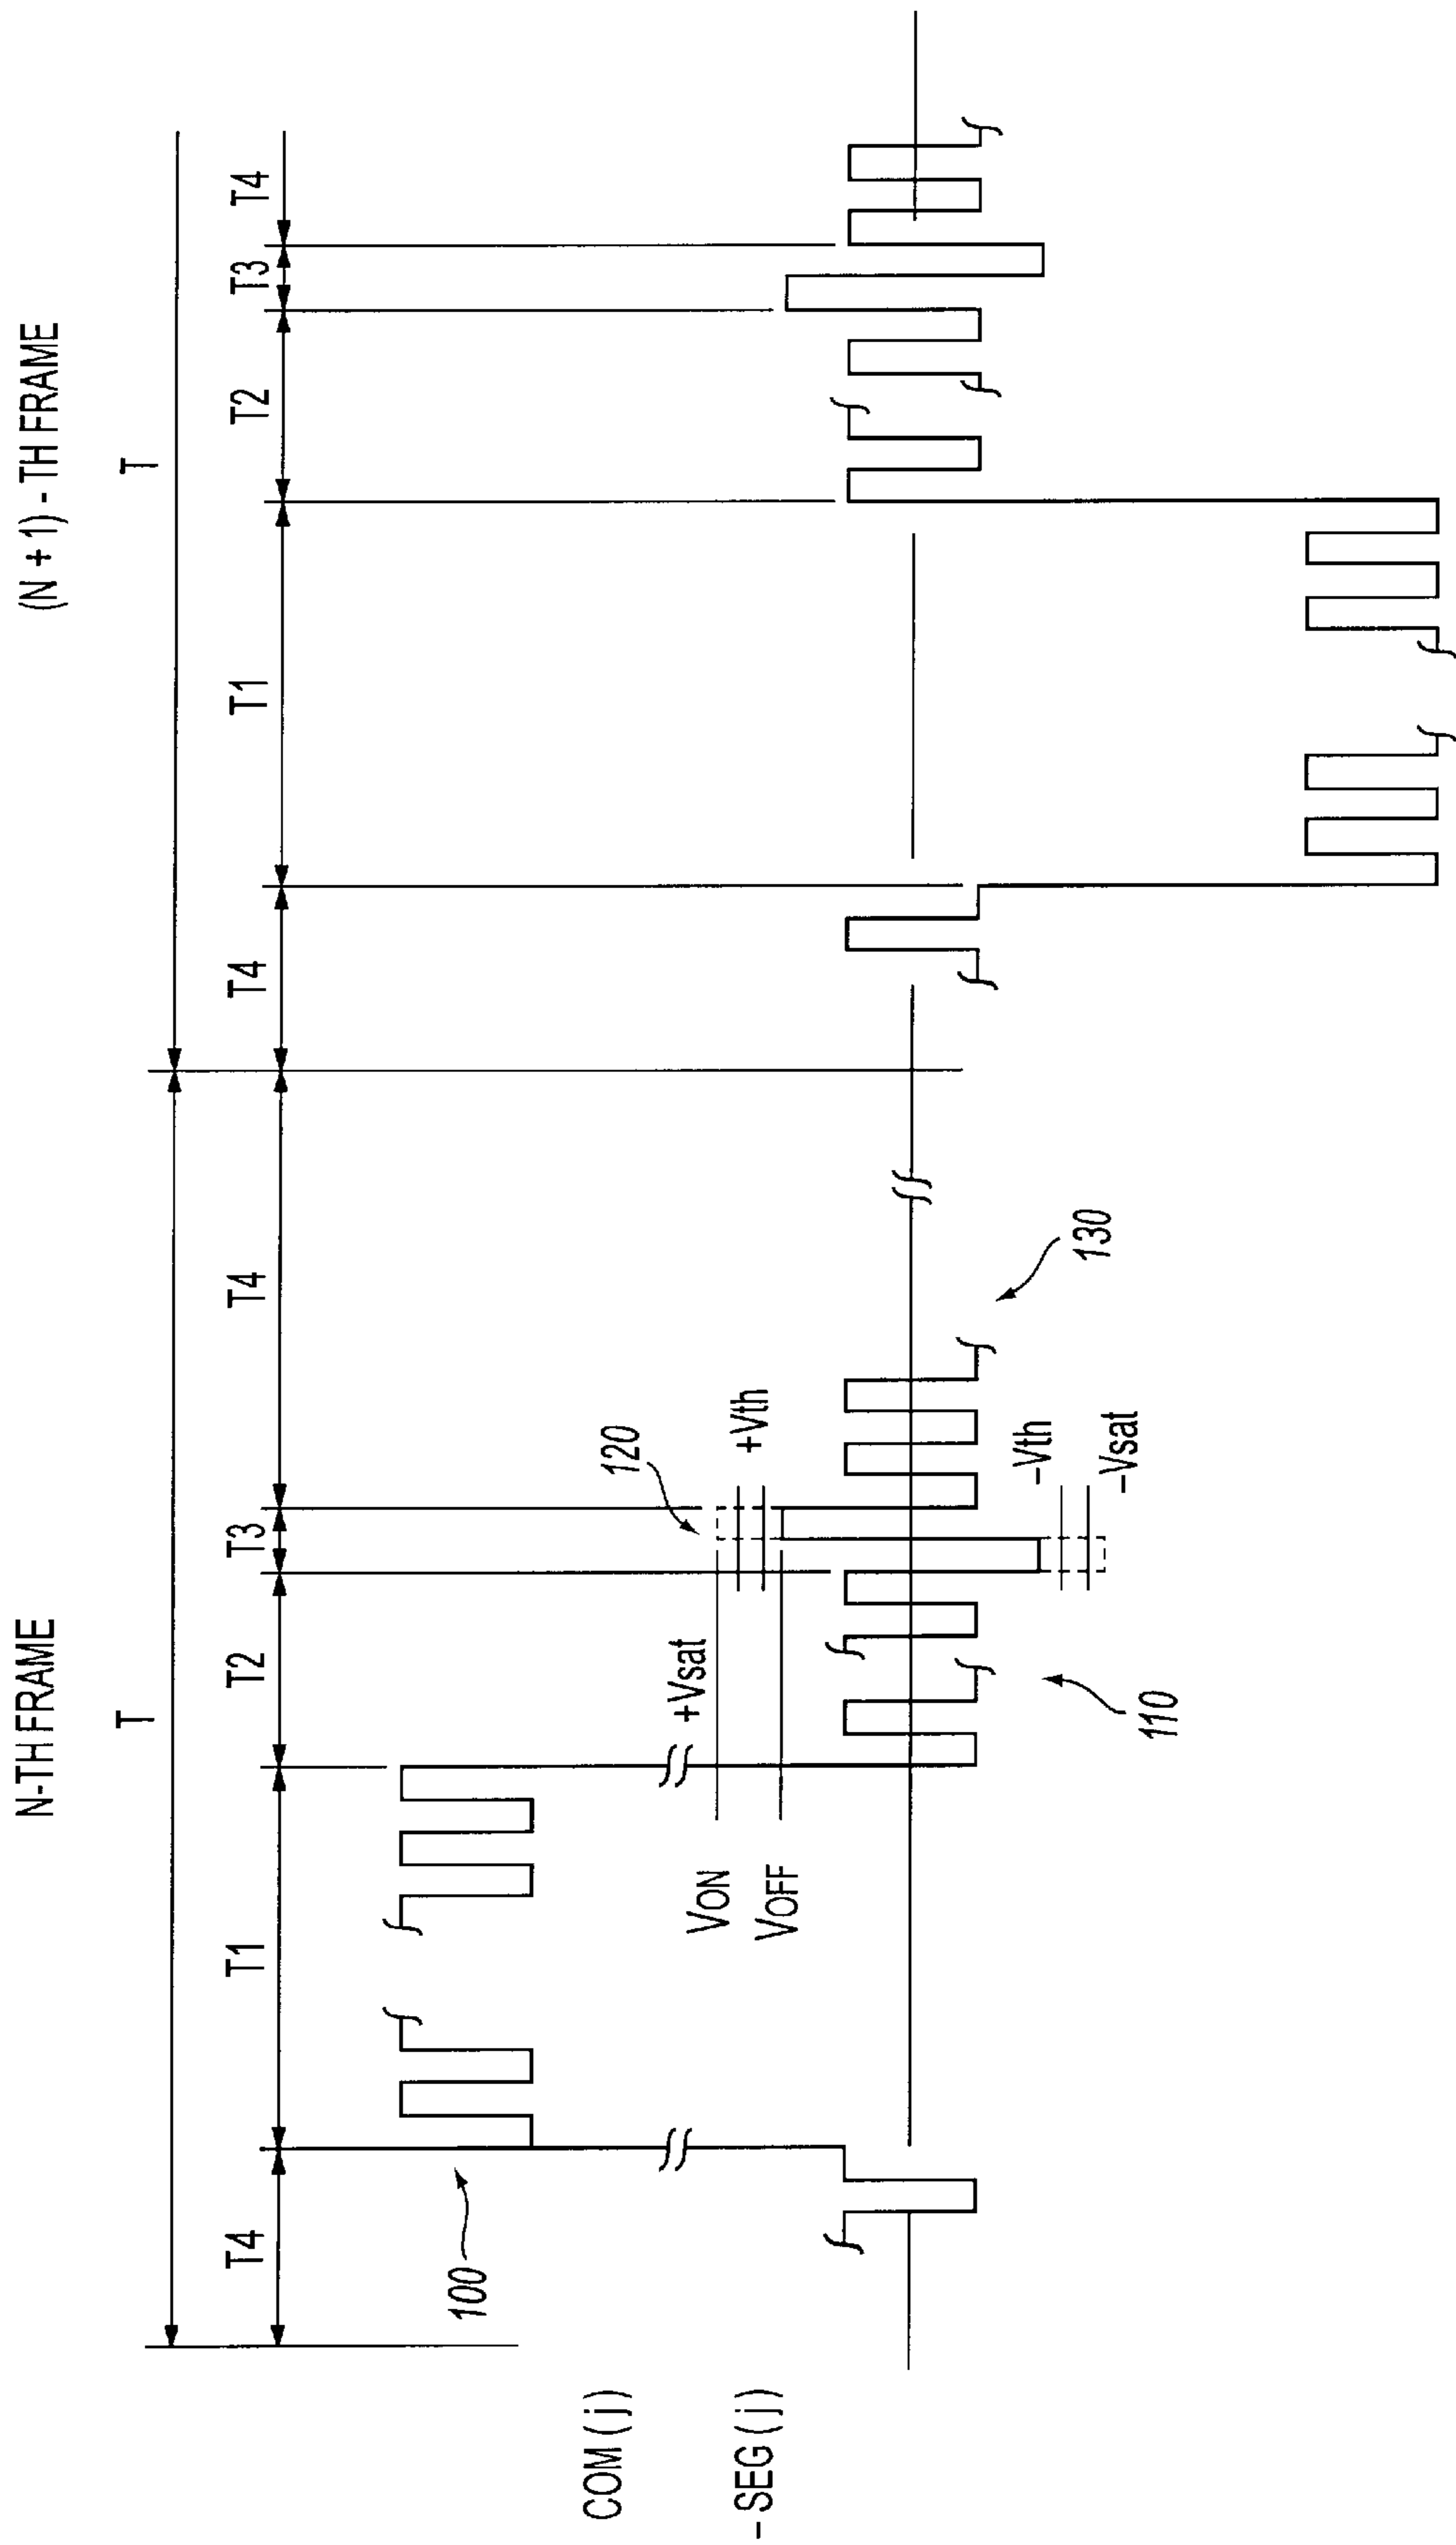 N-TH FRAME
(N + 1) - TH FRAME
T
T
T4
T1
T2
T3
T4
T4
T1
T2
T3
T4
100
120
+Vth
+Vsat
VON
VOFF
COM ( j )
- SEG ( j )
110
130
-Vth
-Vsat